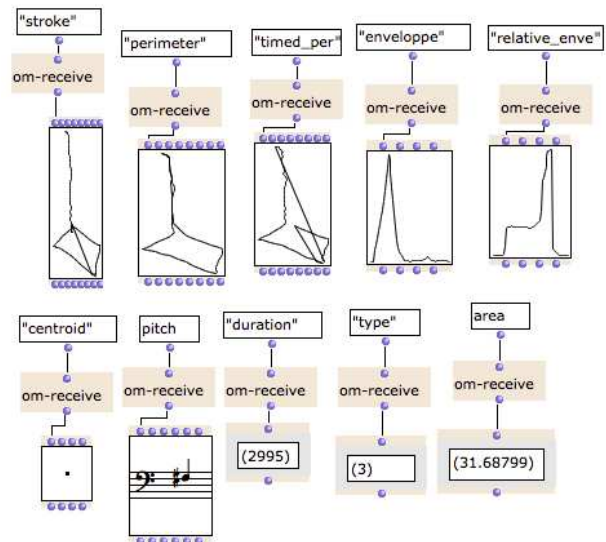 "stroke"
"perimeter"
"timed_per"
"enveloppe"
"relative_enve"
om-receive
om-receive
om-receive
om-receive
om-receive
"centroid"
pitch
"duration"
"type"
area
om-receive
om-receive
om-receive
om-receive
om-receive
(2995)
(3)
(31.68799)